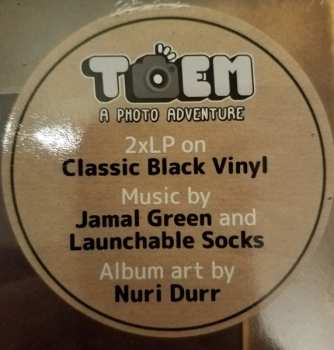 TOEM
A PHOTO ADVENTURE
2xLP on
Classic Black Vinyl
Music by
Jamal Green and
Launchable Socks
Album art by
Nuri Durr